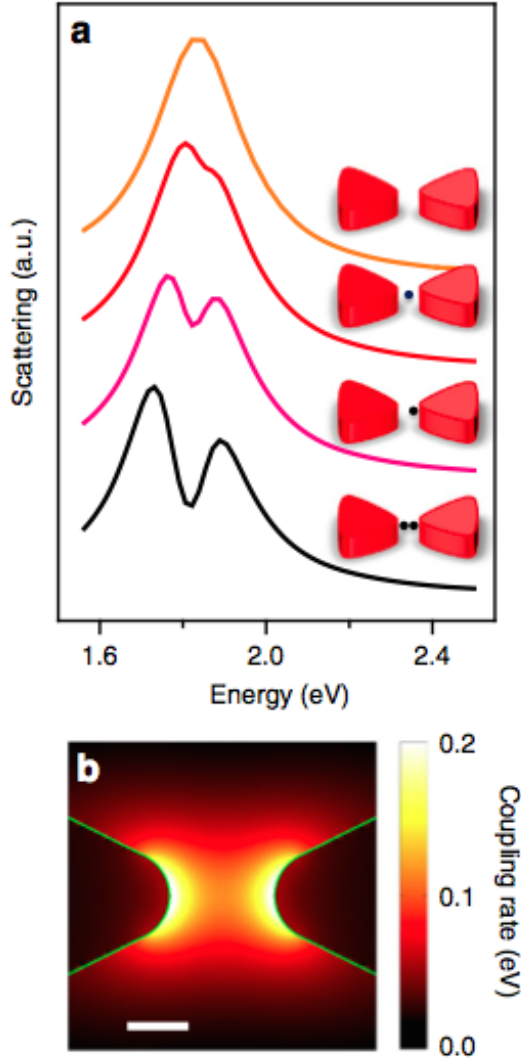 a
Scattering (a.u.)
1.6 2.0 2.4
Energy (eV)
b
0.2
0.1
0.0
Coupling rate (eV)